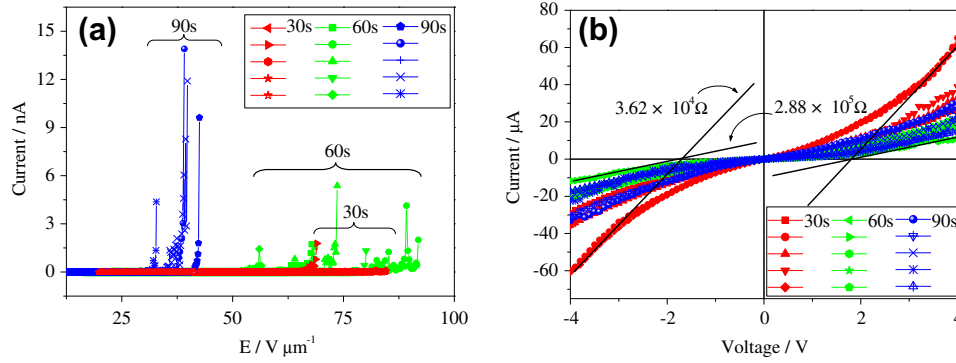 (a)
90s
30s 60s 90s
60s
30s
15
12
9
6
3
0
Current / nA
25 50 75 100
E / V μm⁻¹
(b)
80
60
40
20
0
-20
-40
-60
Current / μA
3.62 × 10⁴Ω
2.88 × 10⁵Ω
30s 60s 90s
-4 -2 0 2 4
Voltage / V